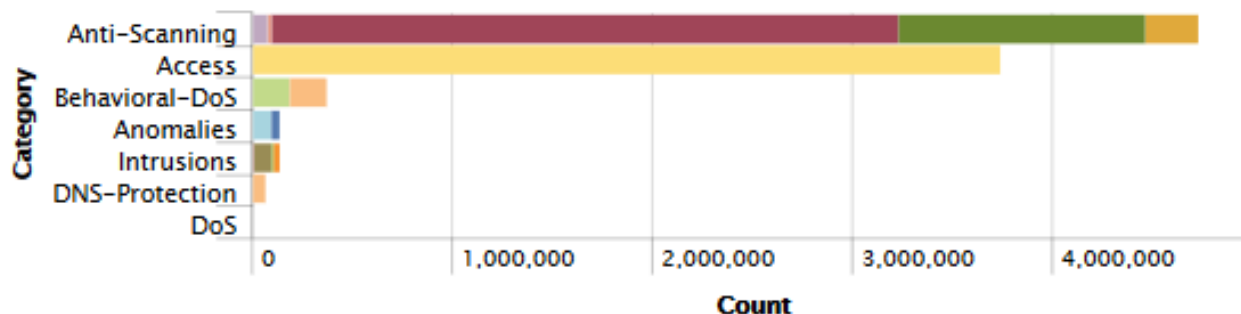 Category
Anti-Scanning
Access
Behavioral-DoS
Anomalies
Intrusions
DNS-Protection
DoS
0 1,000,000 2,000,000 3,000,000 4,000,000
Count